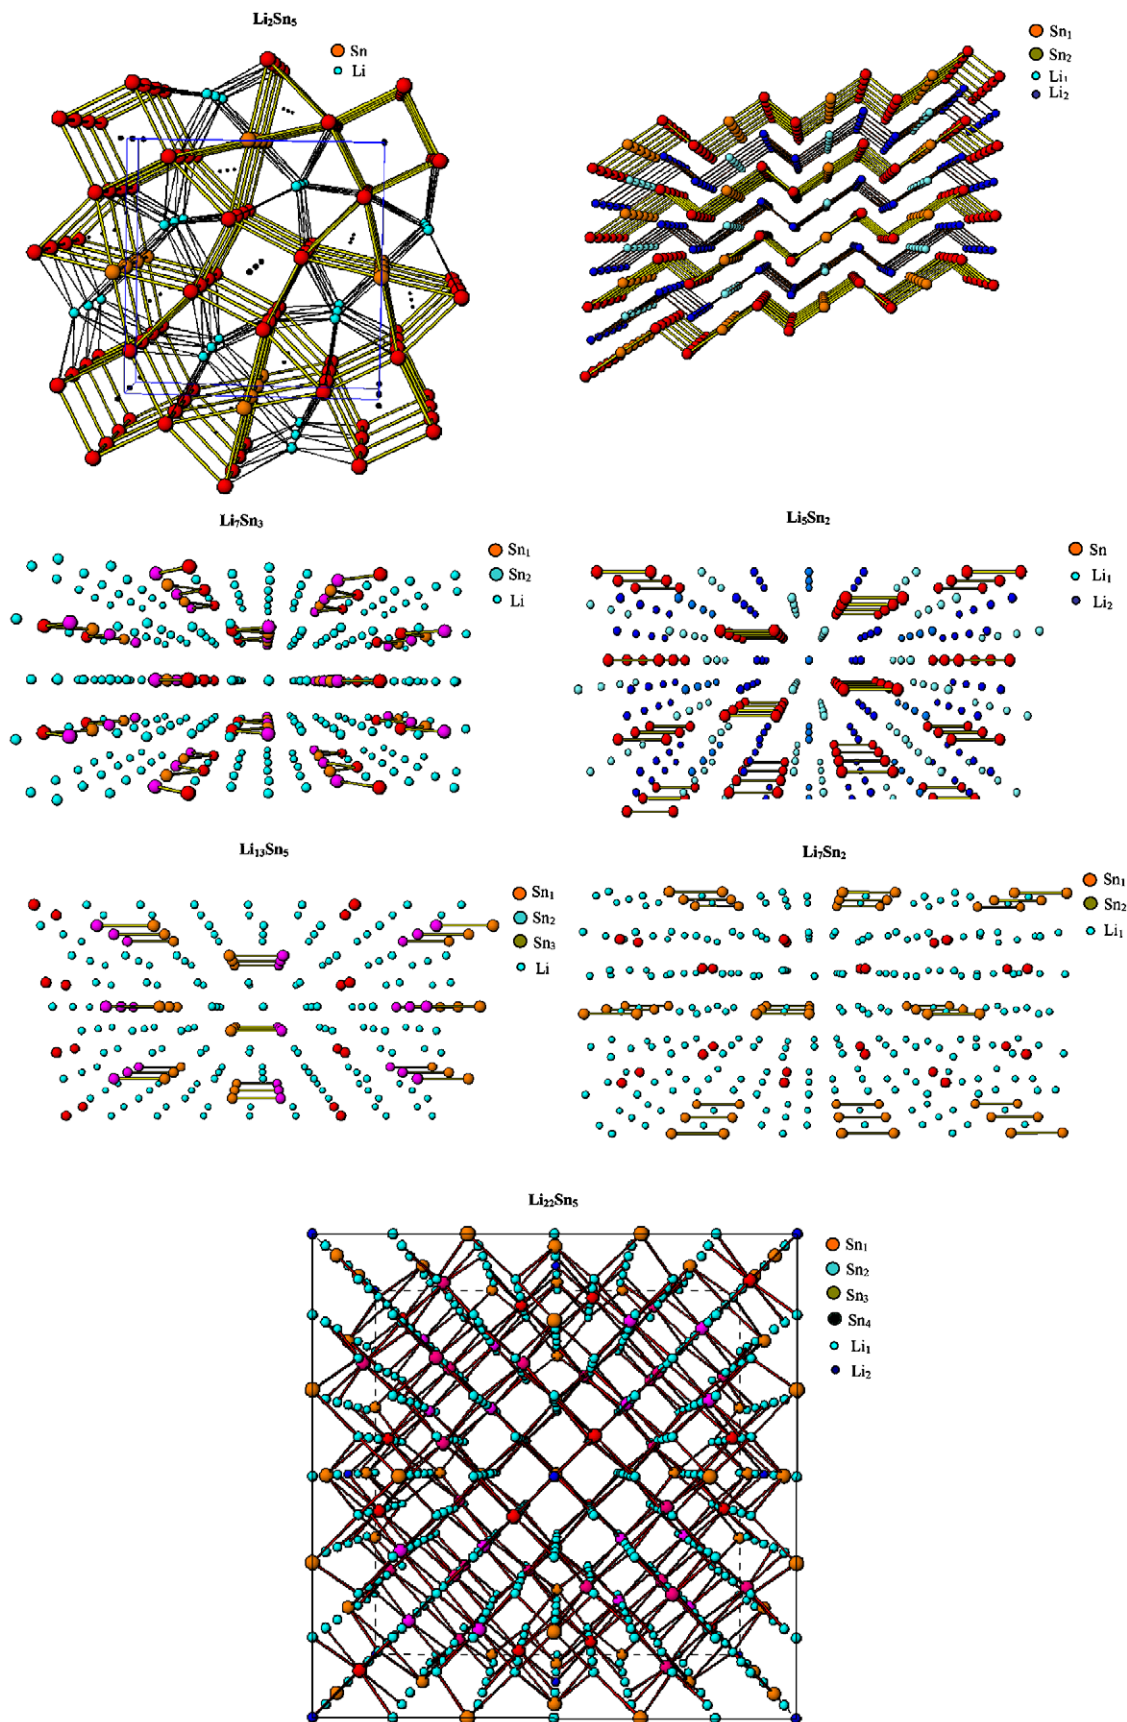 Li₂Sn₅
Sn
Li
Sn₁
Sn₂
Li₁
Li₂
Li₇Sn₃
Sn₁
Sn₂
Li
Li₅Sn₂
Sn
Li₁
Li₂
Li₁₃Sn₅
Sn₁
Sn₂
Sn₃
Li
Li₇Sn₂
Sn₁
Sn₂
Li₁
Li₂₂Sn₅
Sn₁
Sn₂
Sn₃
Sn₄
Li₁
Li₂